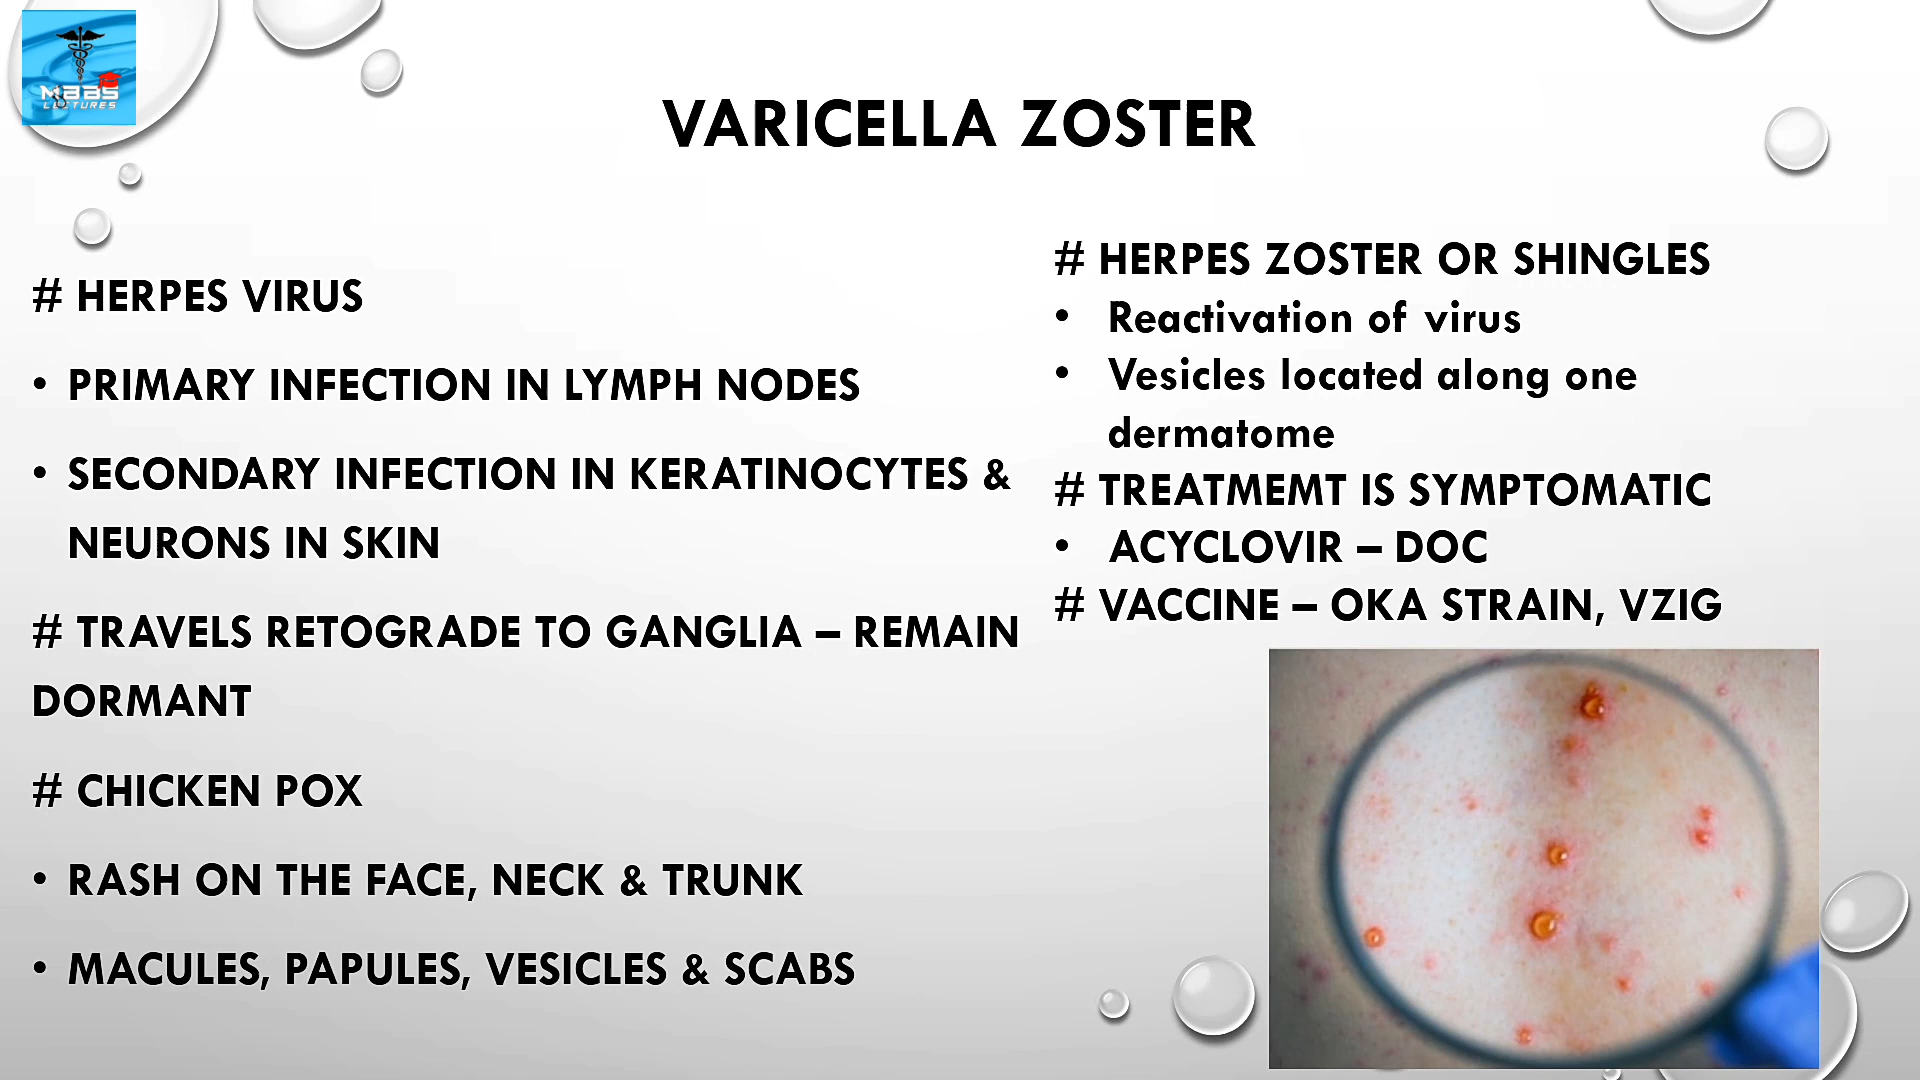 MBBS
LECTURES
VARICELLA ZOSTER
# HERPES VIRUS
• PRIMARY INFECTION IN LYMPH NODES
• SECONDARY INFECTION IN KERATINOCYTES &
NEURONS IN SKIN
# TRAVELS RETOGRADE TO GANGLIA – REMAIN
DORMANT
# CHICKEN POX
• RASH ON THE FACE, NECK & TRUNK
• MACULES, PAPULES, VESICLES & SCABS
# HERPES ZOSTER OR SHINGLES
• Reactivation of virus
• Vesicles located along one
dermatome
# TREATMEMT IS SYMPTOMATIC
• ACYCLOVIR – DOC
# VACCINE – OKA STRAIN, VZIG